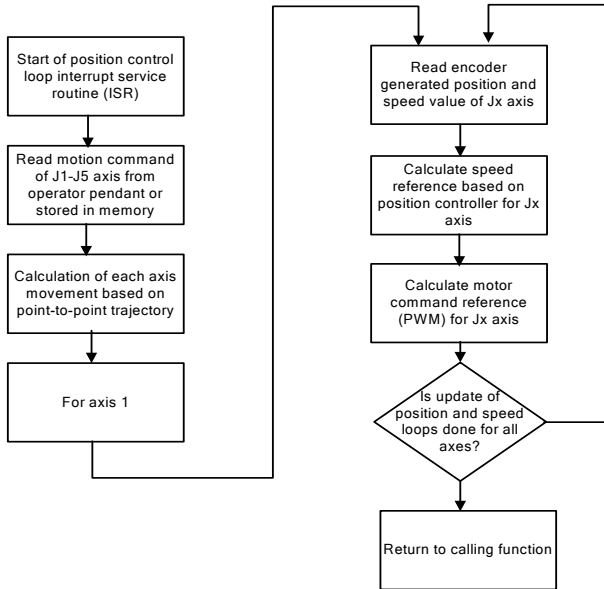 Start of position control
loop interrupt service
routine (ISR)
Read motion command
of J1-J5 axis from
operator pendant or
stored in memory
Calculation of each axis
movement based on
point-to-point trajectory
For axis 1
Read encoder
generated position and
speed value of Jx axis
Calculate speed
reference based on
position controller for Jx
axis
Calculate motor
command reference
(PWM) for Jx axis
Is update of
position and speed
loops done for all
axes?
Return to calling function